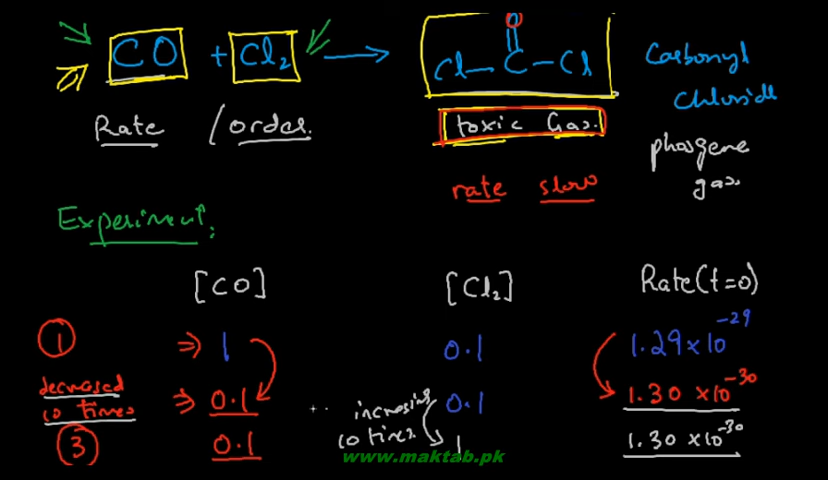 CO + Cl₂ → Cl—C—Cl
O
Carbonyl
Chloride
Rate / order.
toxic Gas.
phosgene
gas
rate slow
Experiment.
[CO] [Cl₂] Rate(t=0)
① ⇒ 1 0.1 1.29 × 10⁻²⁹
decreased
10 times
⇒ 0.1 0.1 1.30 × 10⁻³⁰
increasing
10 times
③ 0.1 1 1.30 × 10⁻³⁰
www.maktab.pk